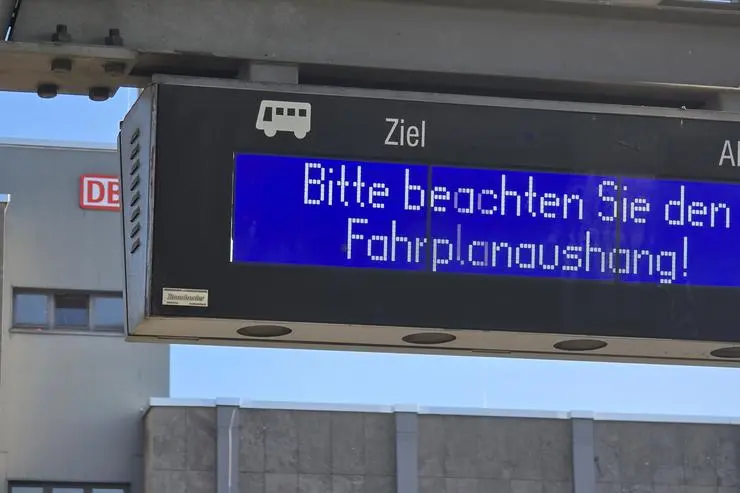 Ziel
A
DB
Bitte beachten Sie den
Fahrplanaushang!